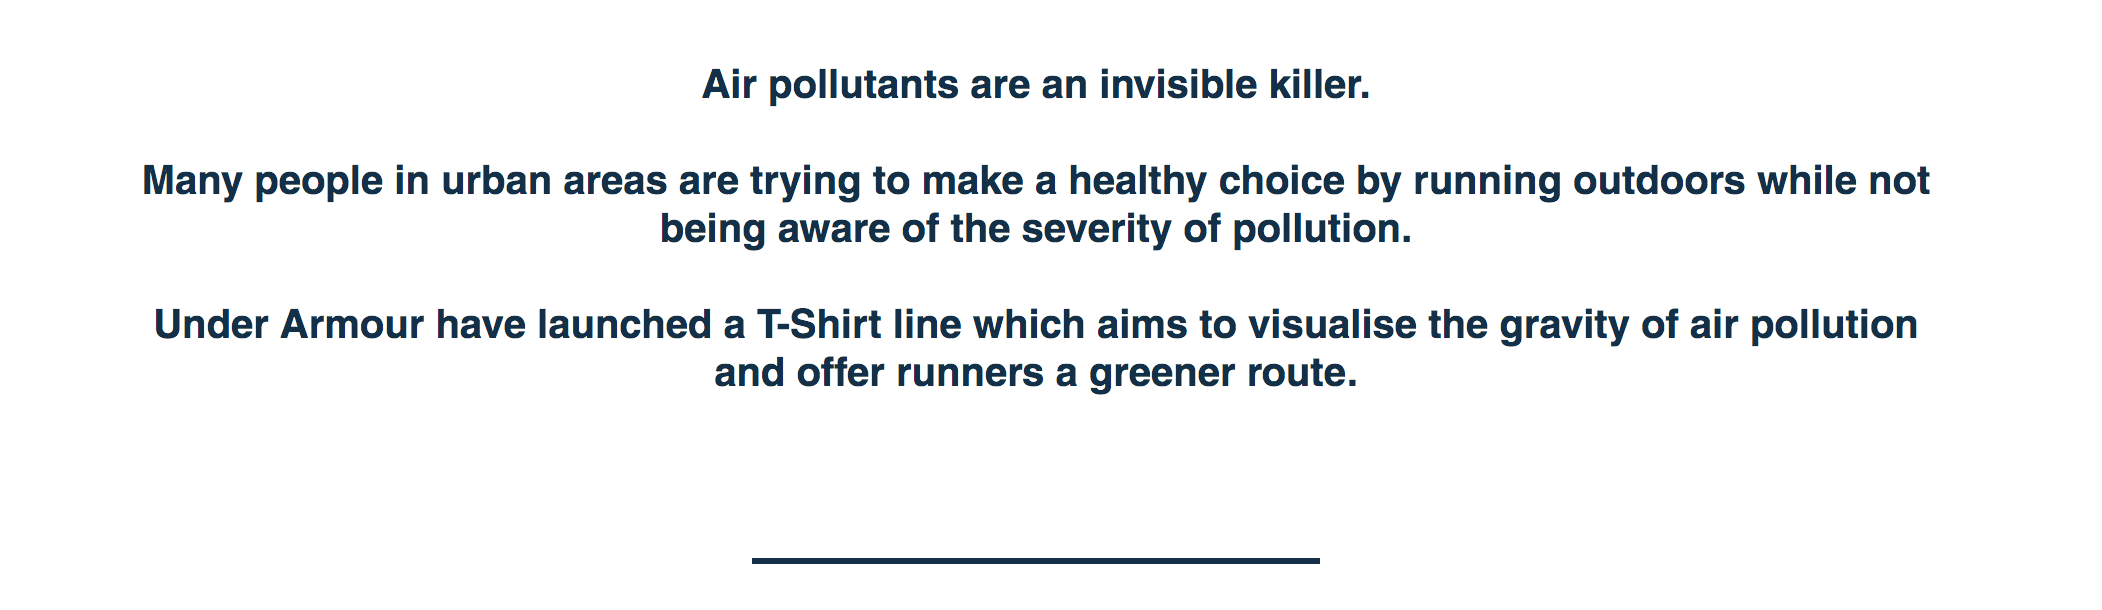 Air pollutants are an invisible killer.
Many people in urban areas are trying to make a healthy choice by running outdoors while not
being aware of the severity of pollution.
Under Armour have launched a T-Shirt line which aims to visualise the gravity of air pollution
and offer runners a greener route.